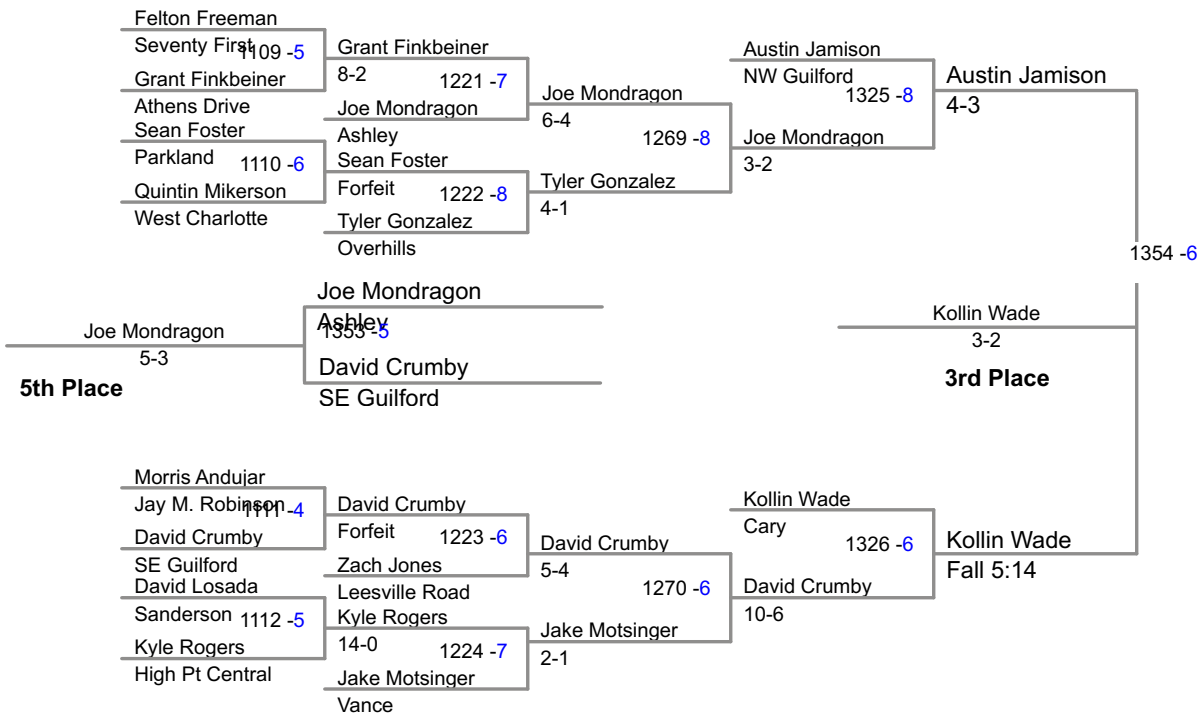 Felton Freeman
Seventy First
1109 -5
Grant Finkbeiner
Athens Drive
Grant Finkbeiner
8-2
1221 -7
Joe Mondragon
Ashley
Sean Foster
Parkland
1110 -6
Quintin Mikerson
West Charlotte
Sean Foster
Forfeit
1222 -8
Tyler Gonzalez
Overhills
Joe Mondragon
6-4
1269 -8
Tyler Gonzalez
4-1
Austin Jamison
NW Guilford
1325 -8
Joe Mondragon
3-2
Austin Jamison
4-3
1354 -6
Joe Mondragon
Ashley
1353 -5
David Crumby
SE Guilford
Joe Mondragon
5-3
5th Place
Kollin Wade
3-2
3rd Place
Morris Andujar
Jay M. Robinson
1111 -4
David Crumby
SE Guilford
David Crumby
Forfeit
1223 -6
Zach Jones
Leesville Road
David Losada
Sanderson
1112 -5
Kyle Rogers
High Pt Central
Kyle Rogers
14-0
1224 -7
Jake Motsinger
Vance
David Crumby
5-4
1270 -6
Jake Motsinger
2-1
Kollin Wade
Cary
1326 -6
David Crumby
10-6
Kollin Wade
Fall 5:14